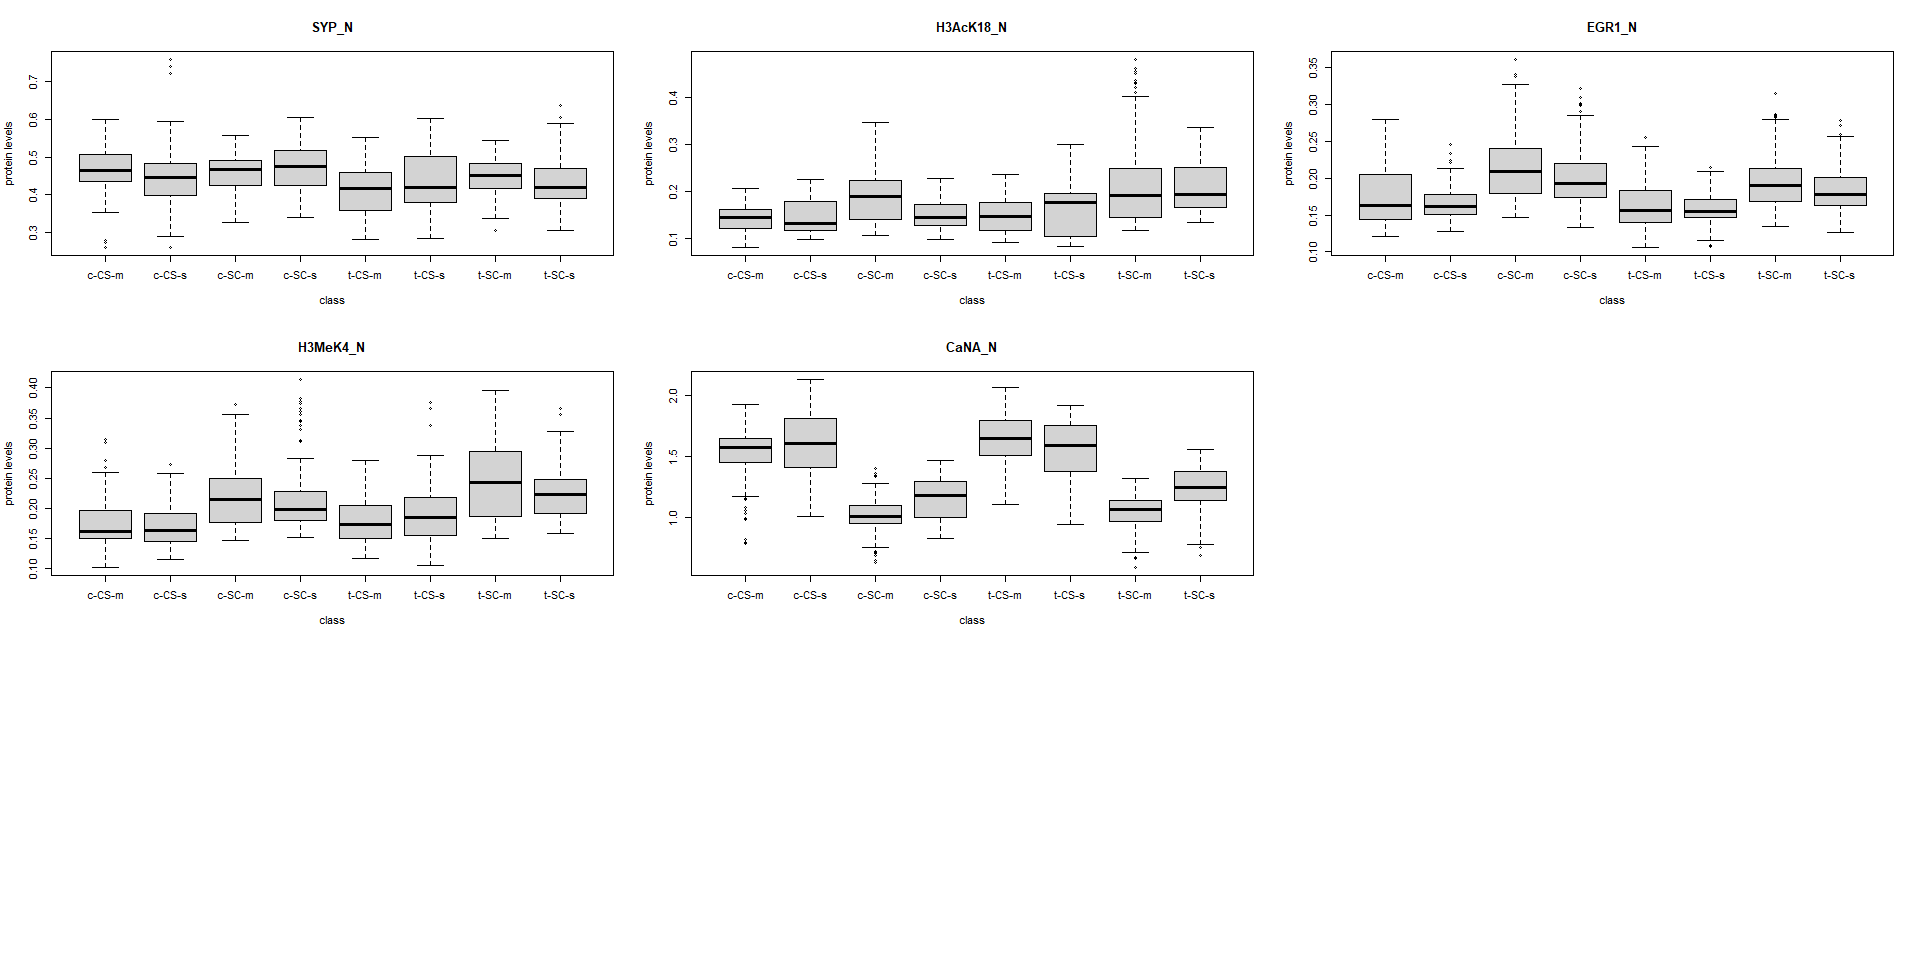 SYP_N
protein levels
0.7
0.6
0.5
0.4
0.3
c-CS-m c-CS-s c-SC-m c-SC-s t-CS-m t-CS-s t-SC-m t-SC-s
class
H3AcK18_N
protein levels
0.4
0.3
0.2
0.1
c-CS-m c-CS-s c-SC-m c-SC-s t-CS-m t-CS-s t-SC-m t-SC-s
class
EGR1_N
protein levels
0.35
0.30
0.25
0.20
0.15
0.10
c-CS-m c-CS-s c-SC-m c-SC-s t-CS-m t-CS-s t-SC-m t-SC-s
class
H3MeK4_N
protein levels
0.40
0.35
0.30
0.25
0.20
0.15
0.10
c-CS-m c-CS-s c-SC-m c-SC-s t-CS-m t-CS-s t-SC-m t-SC-s
class
CaNA_N
protein levels
2.0
1.5
1.0
c-CS-m c-CS-s c-SC-m c-SC-s t-CS-m t-CS-s t-SC-m t-SC-s
class